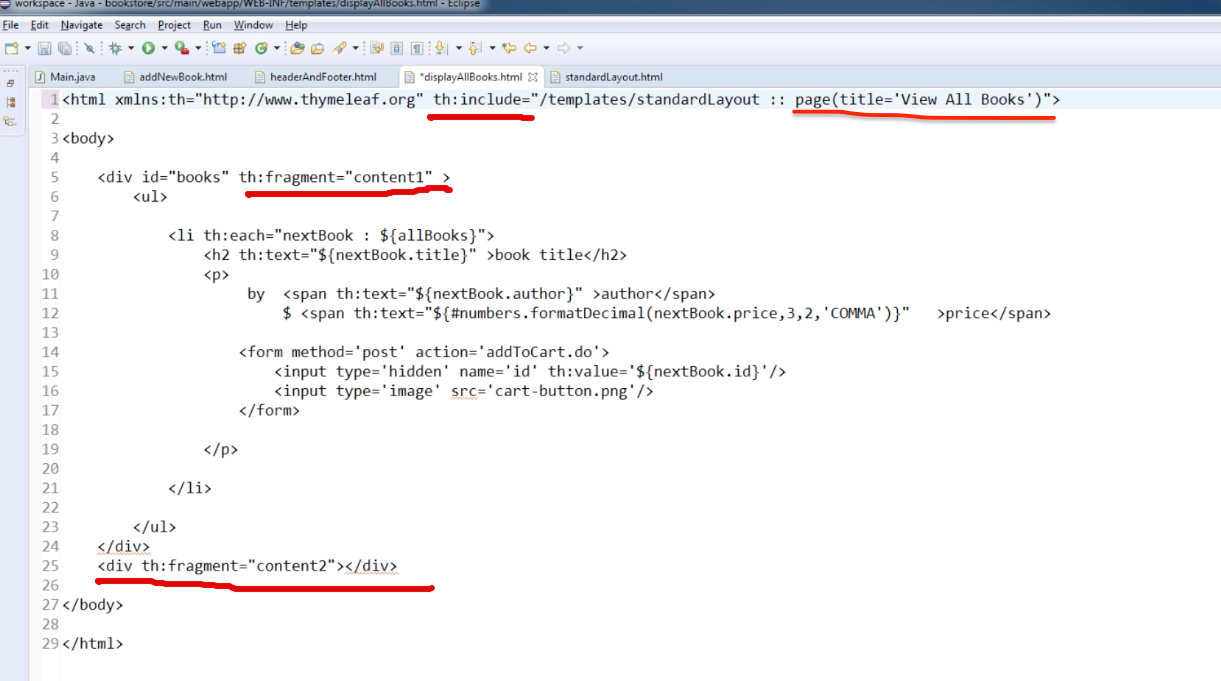 workspace - Java - bookstore/src/main/webapp/WEB-INF/templates/displayAllBooks.html - Eclipse
File Edit Navigate Search Project Run Window Help
Main.java addNewBook.html headerAndFooter.html *displayAllBooks.html standardLayout.html
1 <html xmlns:th="http://www.thymeleaf.org" th:include="/templates/standardLayout :: page(title='View All Books')">
2
3 <body>
4
5 <div id="books" th:fragment="content1" >
6 <ul>
7
8 <li th:each="nextBook : ${allBooks}">
9 <h2 th:text="${nextBook.title}" >book title</h2>
10 <p>
11 by <span th:text="${nextBook.author}" >author</span>
12 $ <span th:text="${#numbers.formatDecimal(nextBook.price,3,2,'COMMA')}" >price</span>
13
14 <form method='post' action='addToCart.do'>
15 <input type='hidden' name='id' th:value='${nextBook.id}'/>
16 <input type='image' src='cart-button.png'/>
17 </form>
18
19 </p>
20
21 </li>
22
23 </ul>
24 </div>
25 <div th:fragment="content2"></div>
26
27 </body>
28
29 </html>